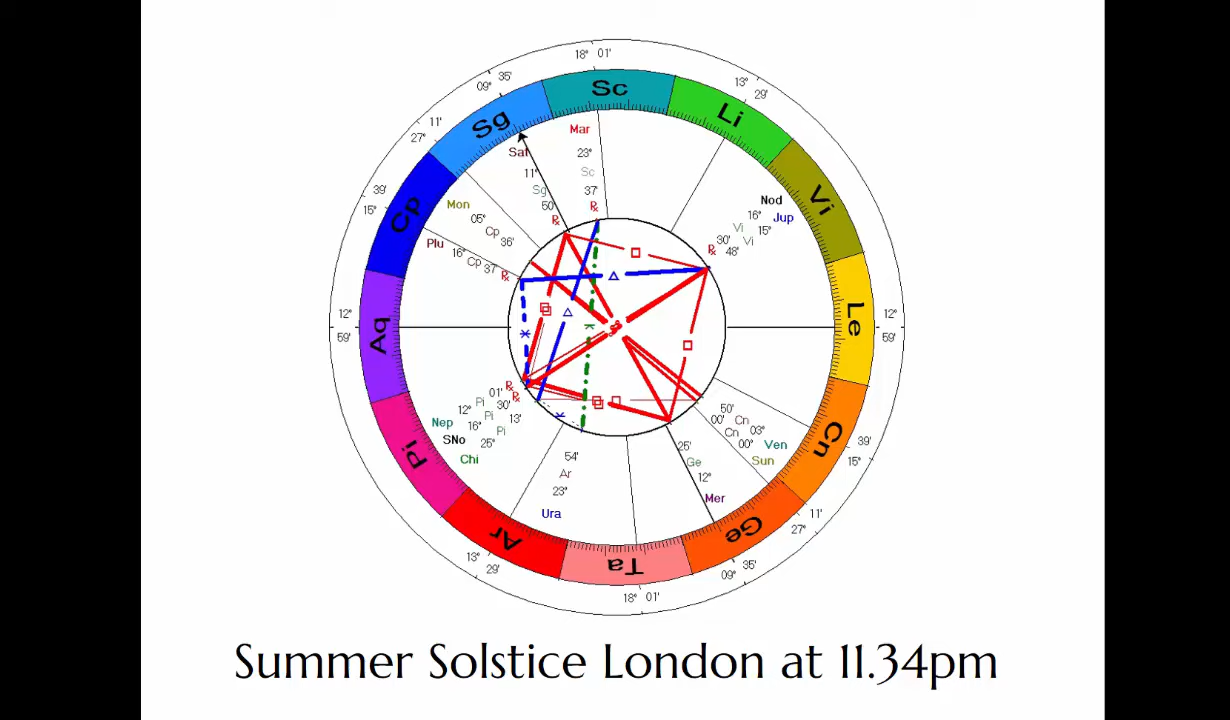 18° 01'
09° 35'
13° 29'
27° 11'
39' 15°
12° 59'
12° 59'
39' 15°
11' 27°
09° 35'
18° 01'
13° 29'
Sc
Li
Vi
Le
Cn
Ge
Ta
Ar
Pi
Aq
Cp
Sg
Mar 23° Sc 37' ℞
Sat 11° Sg 50' ℞
Mon 05° Cp 36'
Plu 16° Cp 37' ℞
Nod 16° Vi 30' ℞
Jup 15° Vi 48'
Nep 12° Pi 01' ℞
SNo 16° Pi 30' ℞
Chi 25° Pi 13'
Ura 23° Ar 54'
Mer 12° Ge 25'
Sun 00° Cn 00'
Ven 03° Cn 50'
Summer Solstice London at 11.34pm